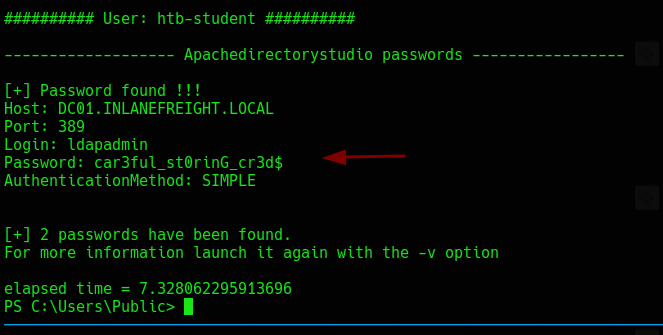 ########## User: htb-student ##########
------------------- Apachedirectorystudio passwords -----------------
[+] Password found !!!
Host: DC01.INLANEFREIGHT.LOCAL
Port: 389
Login: ldapadmin
Password: car3ful_st0rinG_cr3d$
AuthenticationMethod: SIMPLE
[+] 2 passwords have been found.
For more information launch it again with the -v option
elapsed time = 7.328062295913696
PS C:\Users\Public>